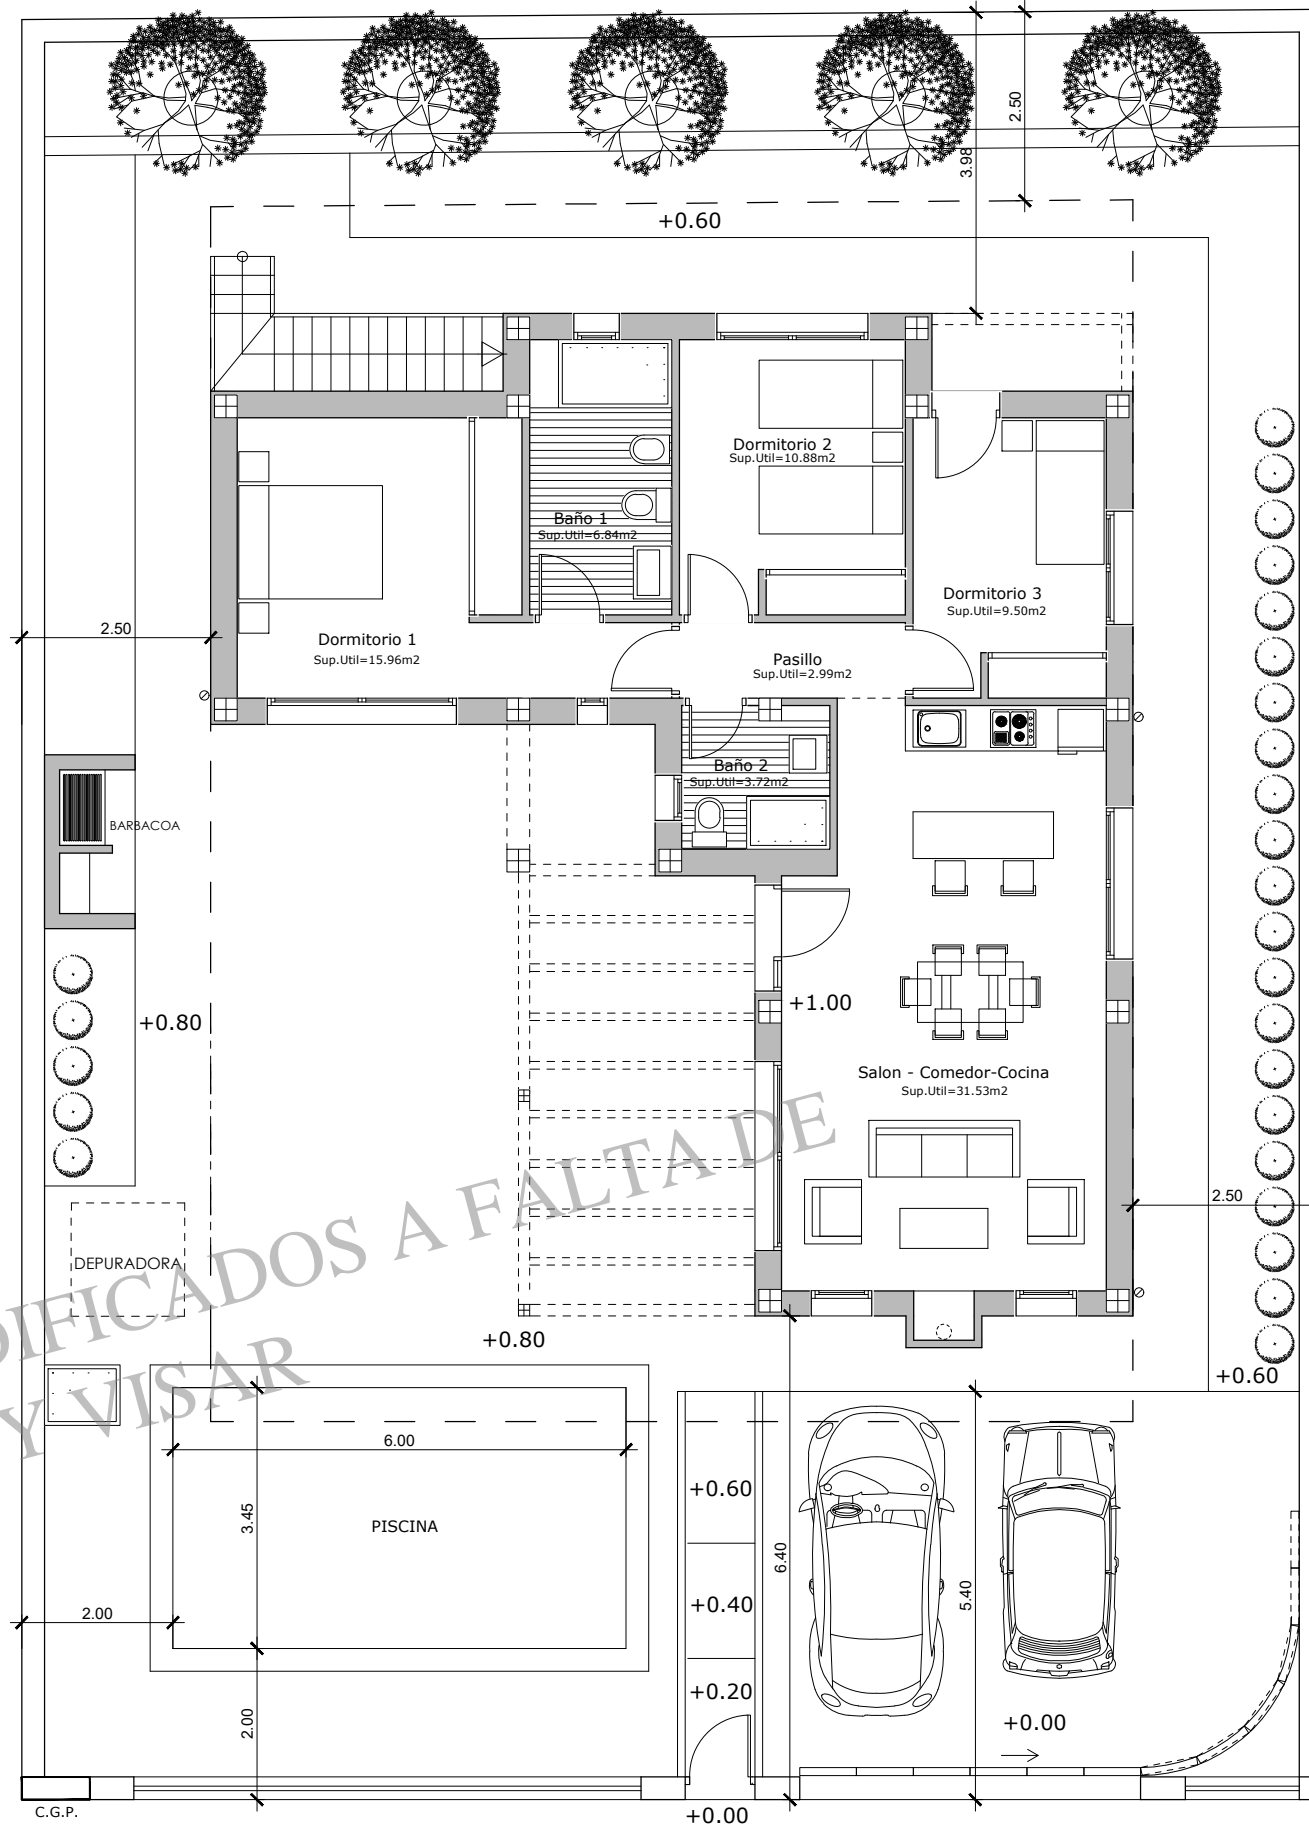 2.50
3.98
+0.60
Dormitorio 2
Sup.Util=10.88m2
Baño 1
Sup.Util=6.84m2
Dormitorio 3
Sup.Util=9.50m2
2.50
Dormitorio 1
Sup.Util=15.96m2
Pasillo
Sup.Util=2.99m2
Baño 2
Sup.Util=3.72m2
BARBACOA
+1.00
+0.80
Salon - Comedor-Cocina
Sup.Util=31.53m2
2.50
DEPURADORA
DIFICADOS A FALTA DE
Y VISAR
+0.80
+0.60
6.00
+0.60
3.45
PISCINA
6.40
5.40
+0.40
2.00
+0.20
2.00
+0.00
C.G.P.
+0.00